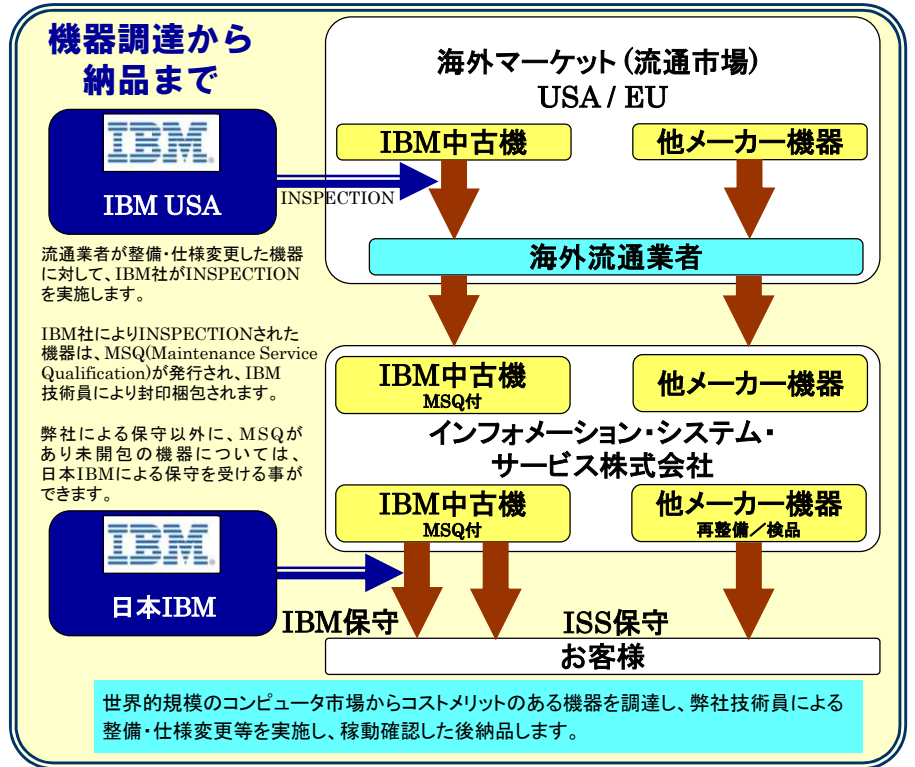 機器調達から
納品まで
海外マーケット（流通市場）
USA / EU
IBM中古機
他メーカー機器
IBM
IBM USA
INSPECTION
海外流通業者
流通業者が整備・仕様変更した機器
に対して、IBM社がINSPECTION
を実施します。
IBM社によりINSPECTIONされた
機器は、MSQ(Maintenance Service
Qualification)が発行され、IBM
技術員により封印梱包されます。
弊社による保守以外に、MSQが
あり未開包の機器については、
日本IBMによる保守を受ける事が
できます。
IBM中古機
MSQ付
他メーカー機器
インフォメーション・システム・
サービス株式会社
IBM中古機
MSQ付
他メーカー機器
再整備／検品
IBM
日本IBM
IBM保守
ISS保守
お客様
世界的規模のコンピュータ市場からコストメリットのある機器を調達し、弊社技術員による
整備・仕様変更等を実施し、稼動確認した後納品します。